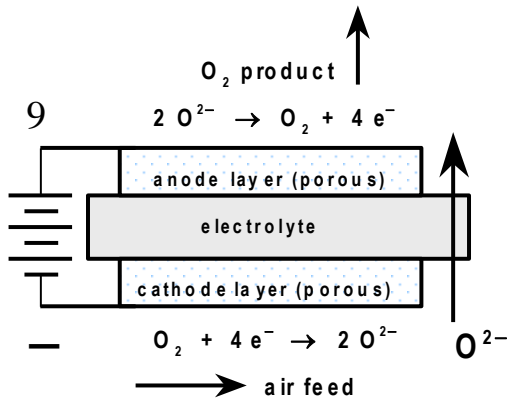 O₂ product
9 2 O²⁻ → O₂ + 4 e⁻
anode layer (porous)
electrolyte
cathode layer (porous)
– O₂ + 4 e⁻ → 2 O²⁻
O²⁻
air feed